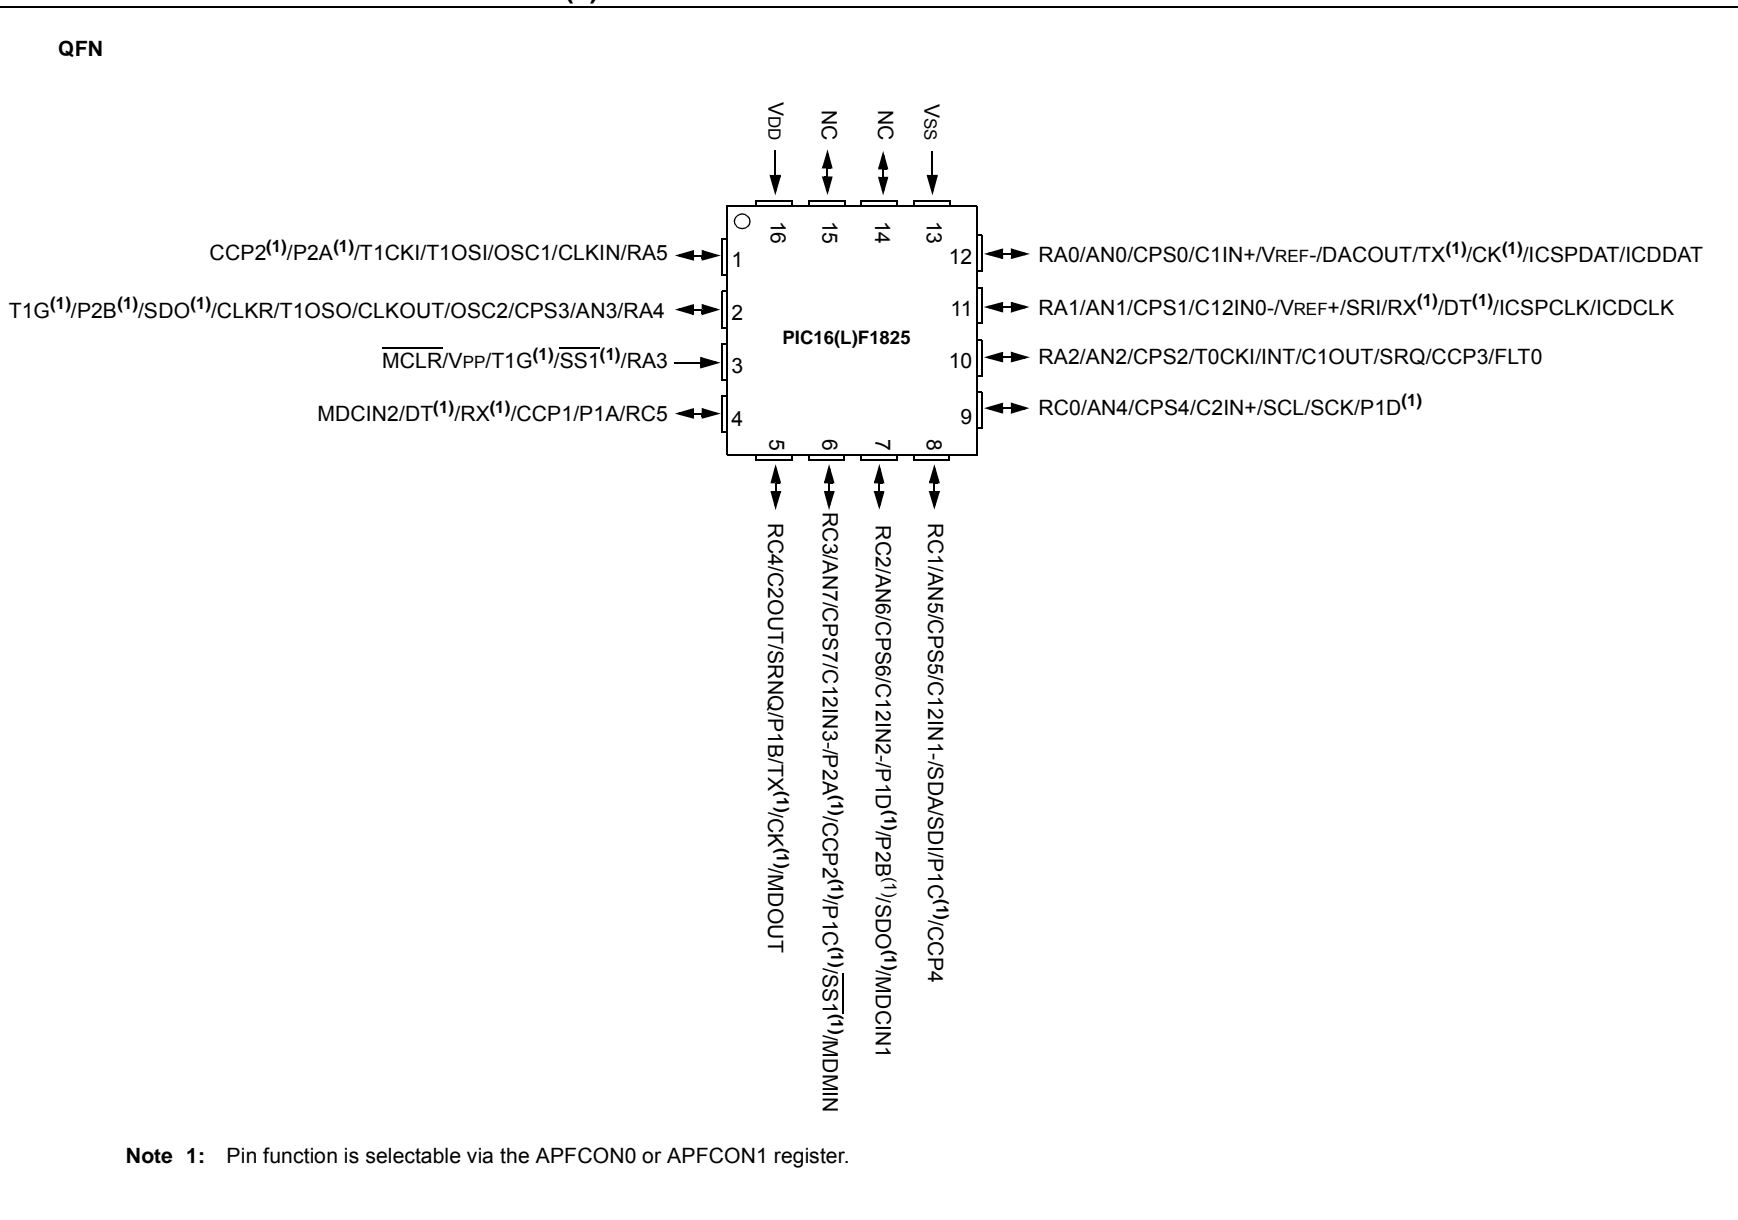 QFN
VDD
NC
NC
VSS
16
15
14
13
CCP2(1)/P2A(1)/T1CKI/T1OSI/OSC1/CLKIN/RA5
1
12
RA0/AN0/CPS0/C1IN+/VREF-/DACOUT/TX(1)/CK(1)/ICSPDAT/ICDDAT
T1G(1)/P2B(1)/SDO(1)/CLKR/T1OSO/CLKOUT/OSC2/CPS3/AN3/RA4
2
11
RA1/AN1/CPS1/C12IN0-/VREF+/SRI/RX(1)/DT(1)/ICSPCLK/ICDCLK
PIC16(L)F1825
MCLR/VPP/T1G(1)/SS1(1)/RA3
3
10
RA2/AN2/CPS2/T0CKI/INT/C1OUT/SRQ/CCP3/FLT0
MDCIN2/DT(1)/RX(1)/CCP1/P1A/RC5
4
9
RC0/AN4/CPS4/C2IN+/SCL/SCK/P1D(1)
5
6
7
8
RC4/C2OUT/SRNQ/P1B/TX(1)/CK(1)/MDOUT
RC3/AN7/CPS7/C12IN3-/P2A(1)/CCP2(1)/P1C(1)/SS1(1)/MDMIN
RC2/AN6/CPS6/C12IN2-/P1D(1)/P2B(1)/SDO(1)/MDCIN1
RC1/AN5/CPS5/C12IN1-/SDA/SDI/P1C(1)/CCP4
Note 1: Pin function is selectable via the APFCON0 or APFCON1 register.